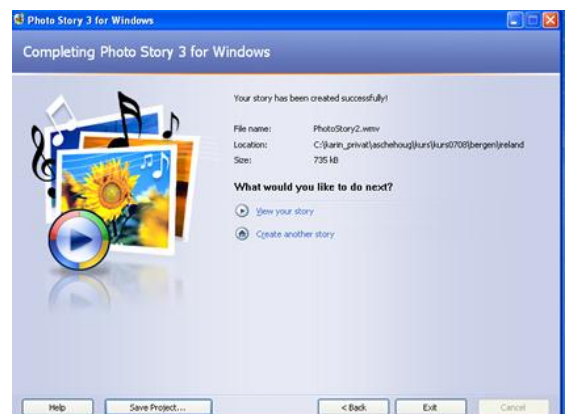 Photo Story 3 for Windows
Completing Photo Story 3 for Windows
Your story has been created successfully!
File name: PhotoStory2.wmv
Location: C:\karin_privat\aschehoug\kurs\kurs0708\bergen\ireland
Size: 735 kB
What would you like to do next?
View your story
Create another story
Help Save Project... < Back Exit Cancel